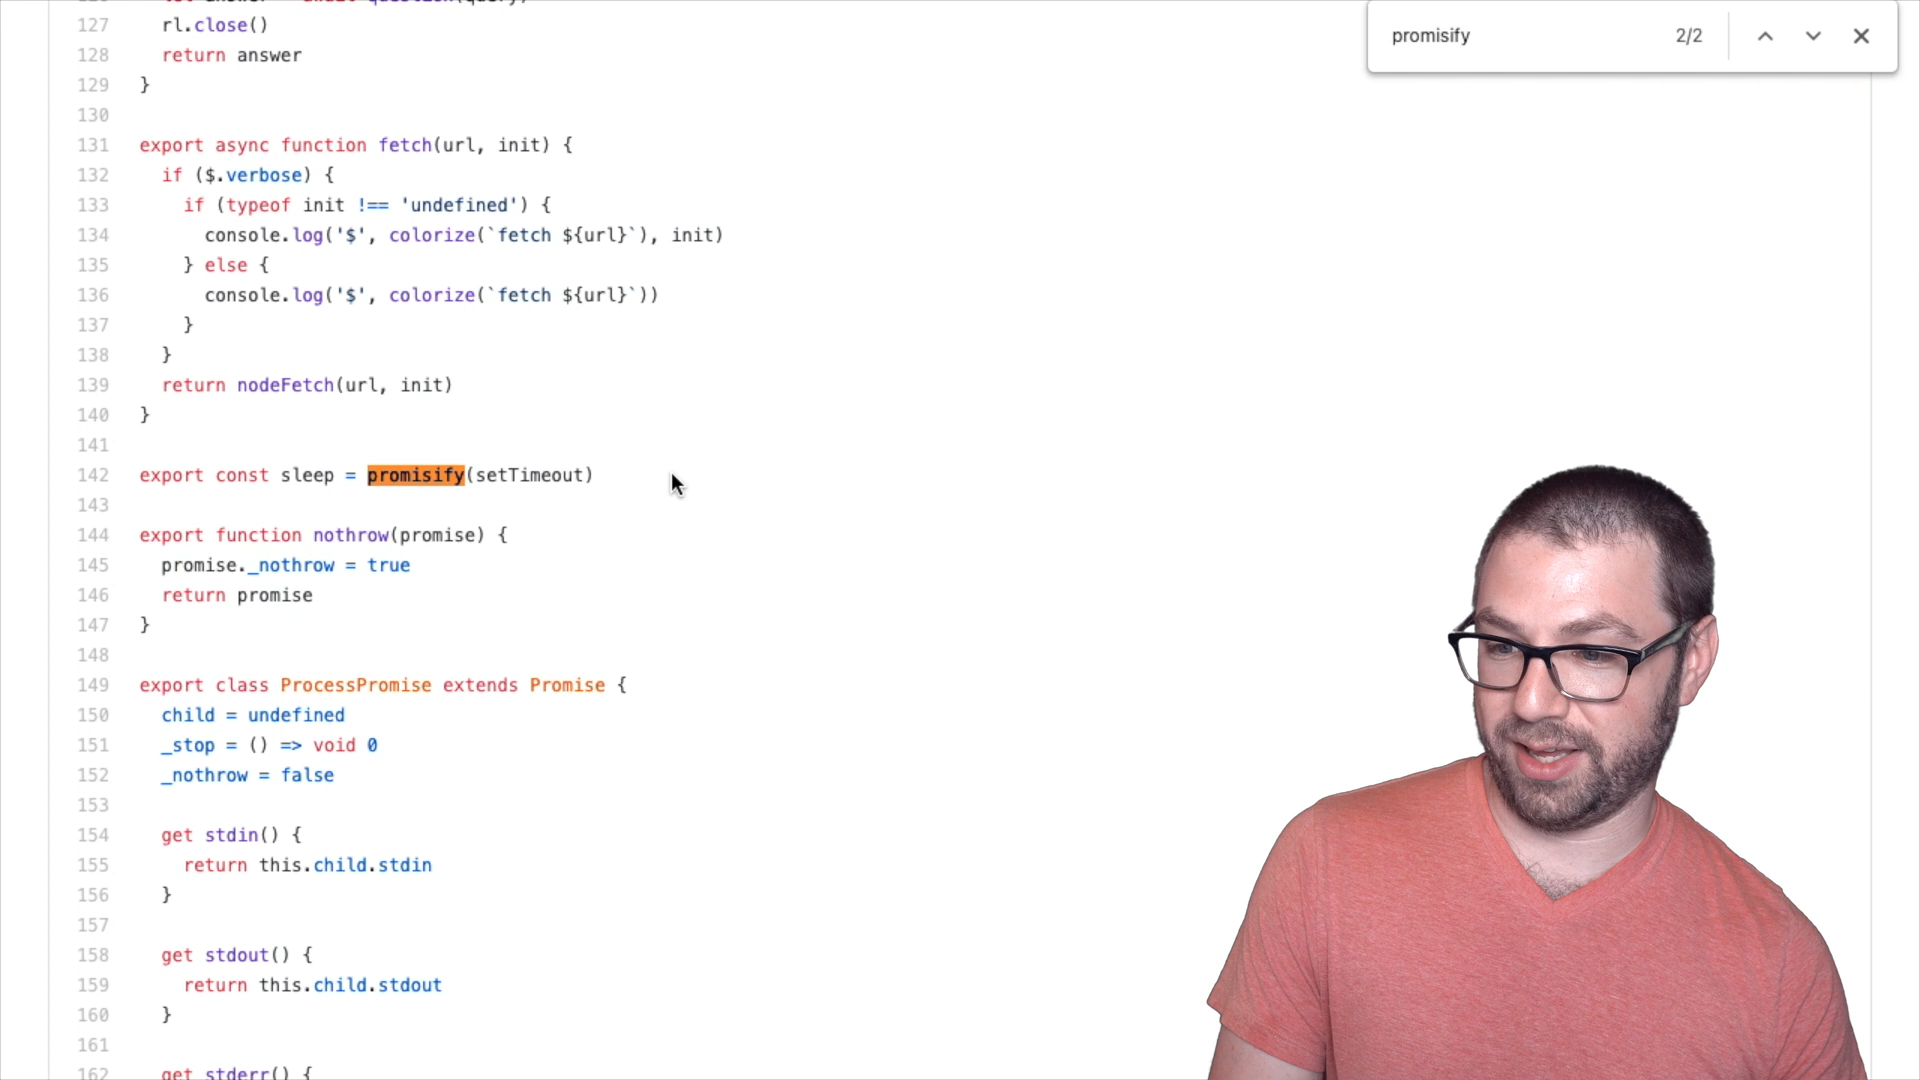 127 rl.close()
128 return answer
129 }
130
131 export async function fetch(url, init) {
132 if ($.verbose) {
133 if (typeof init !== 'undefined') {
134 console.log('$', colorize(`fetch ${url}`), init)
135 } else {
136 console.log('$', colorize(`fetch ${url}`))
137 }
138 }
139 return nodeFetch(url, init)
140 }
141
142 export const sleep = promisify(setTimeout)
143
144 export function nothrow(promise) {
145 promise._nothrow = true
146 return promise
147 }
148
149 export class ProcessPromise extends Promise {
150 child = undefined
151 _stop = () => void 0
152 _nothrow = false
153
154 get stdin() {
155 return this.child.stdin
156 }
157
158 get stdout() {
159 return this.child.stdout
160 }
161
162 get stderr() {
promisify 2/2